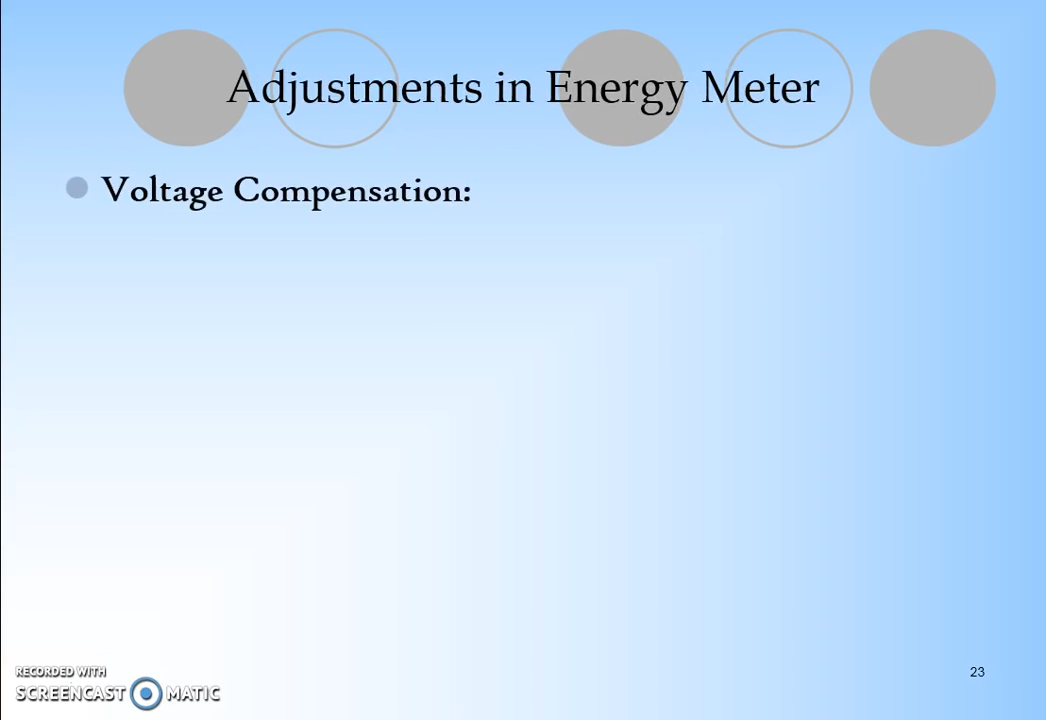 Adjustments in Energy Meter
Voltage Compensation:
RECORDED WITH
SCREENCAST MATIC
23